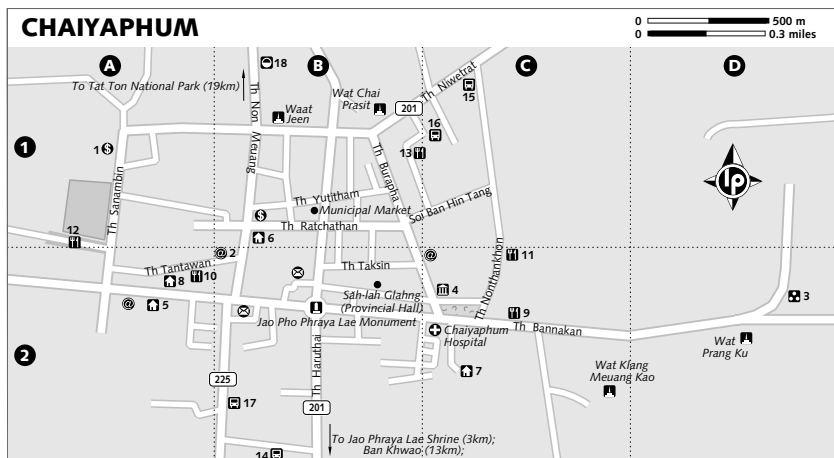 CHAIYAPHUM
0 500 m
0 0.3 miles
A
B
C
D
1
2
To Tat Ton National Park (19km)
18
Th Non Meuang
Waat
Jeen
Wat Chai
Prasit
201
Th Niwetrat
15
16
13
1 $
Th Sanambin
12
Th Burapha
Th Yutitham
Municipal Market
Soi Ban Hin Tang
$
6
Th Ratchathan
lp
@ 2
@
11
Th Tantawan
8
10
Th Taksin
Th Nonthankhon
4
@
5
Sah-lah Glahng
(Provincial Hall)
Jao Pho Phraya Lae Monument
9
3
Th Bannakan
Chaiyaphum
Hospital
Wat
Prang Ku
Th Haruthai
7
Wat Klang
Meuang Kao
225
17
201
14
To Jao Phraya Lae Shrine (3km);
Ban Khwao (13km);